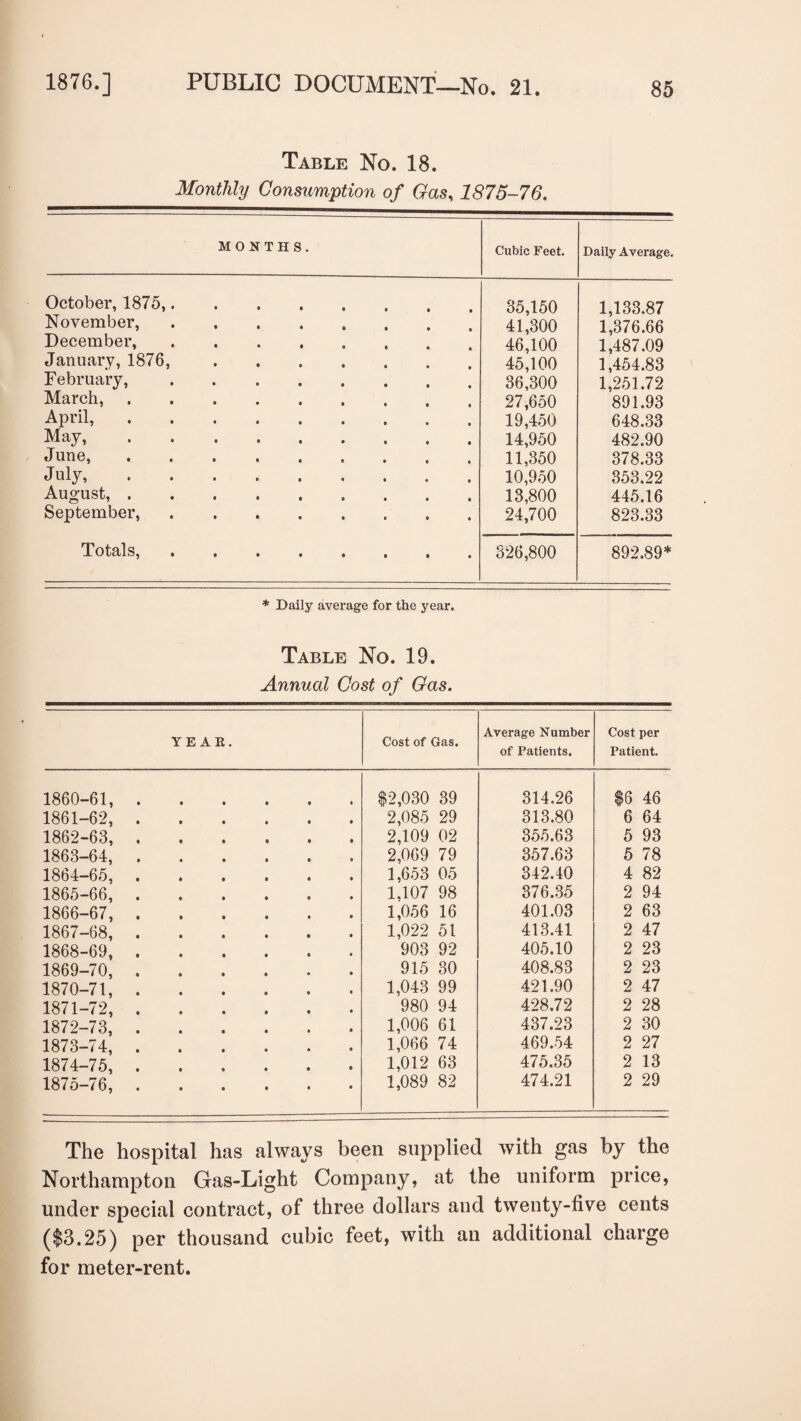 1876.] PUBLIC DOCUMENT—No. 21. 85
Table No. 18.
Monthly Consumption of Gas, 1875–76.
MONTHS. Cubic Feet. Daily Average.
October, 1875, . . . . . . . . 35,150 1,133.87
November, . . . . . . . . 41,300 1,376.66
December, . . . . . . . . 46,100 1,487.09
January, 1876, . . . . . . . 45,100 1,454.83
February, . . . . . . . . 36,300 1,251.72
March, . . . . . . . . . 27,650 891.93
April, . . . . . . . . . 19,450 648.33
May, . . . . . . . . . 14,950 482.90
June, . . . . . . . . . 11,350 378.33
July, . . . . . . . . . 10,950 353.22
August, . . . . . . . . . 13,800 445.16
September, . . . . . . . . 24,700 823.33
Totals, . . . . . . . . 326,800 892.89*
* Daily average for the year.
Table No. 19.
Annual Cost of Gas.
YEAR. Cost of Gas. Average Number of Patients. Cost per Patient.
1860–61, . . . . . . $2,030 39 314.26 $6 46
1861–62, . . . . . . 2,085 29 313.80 6 64
1862–63, . . . . . . 2,109 02 355.63 5 93
1863–64, . . . . . . 2,069 79 357.63 5 78
1864–65, . . . . . . 1,653 05 342.40 4 82
1865–66, . . . . . . 1,107 98 376.35 2 94
1866–67, . . . . . . 1,056 16 401.03 2 63
1867–68, . . . . . . 1,022 51 413.41 2 47
1868–69, . . . . . . 903 92 405.10 2 23
1869–70, . . . . . . 915 30 408.83 2 23
1870–71, . . . . . . 1,043 99 421.90 2 47
1871–72, . . . . . . 980 94 428.72 2 28
1872–73, . . . . . . 1,006 61 437.23 2 30
1873–74, . . . . . . 1,066 74 469.54 2 27
1874–75, . . . . . . 1,012 63 475.35 2 13
1875–76, . . . . . . 1,089 82 474.21 2 29
The hospital has always been supplied with gas by the
Northampton Gas-Light Company, at the uniform price,
under special contract, of three dollars and twenty-five cents
($3.25) per thousand cubic feet, with an additional charge
for meter-rent.